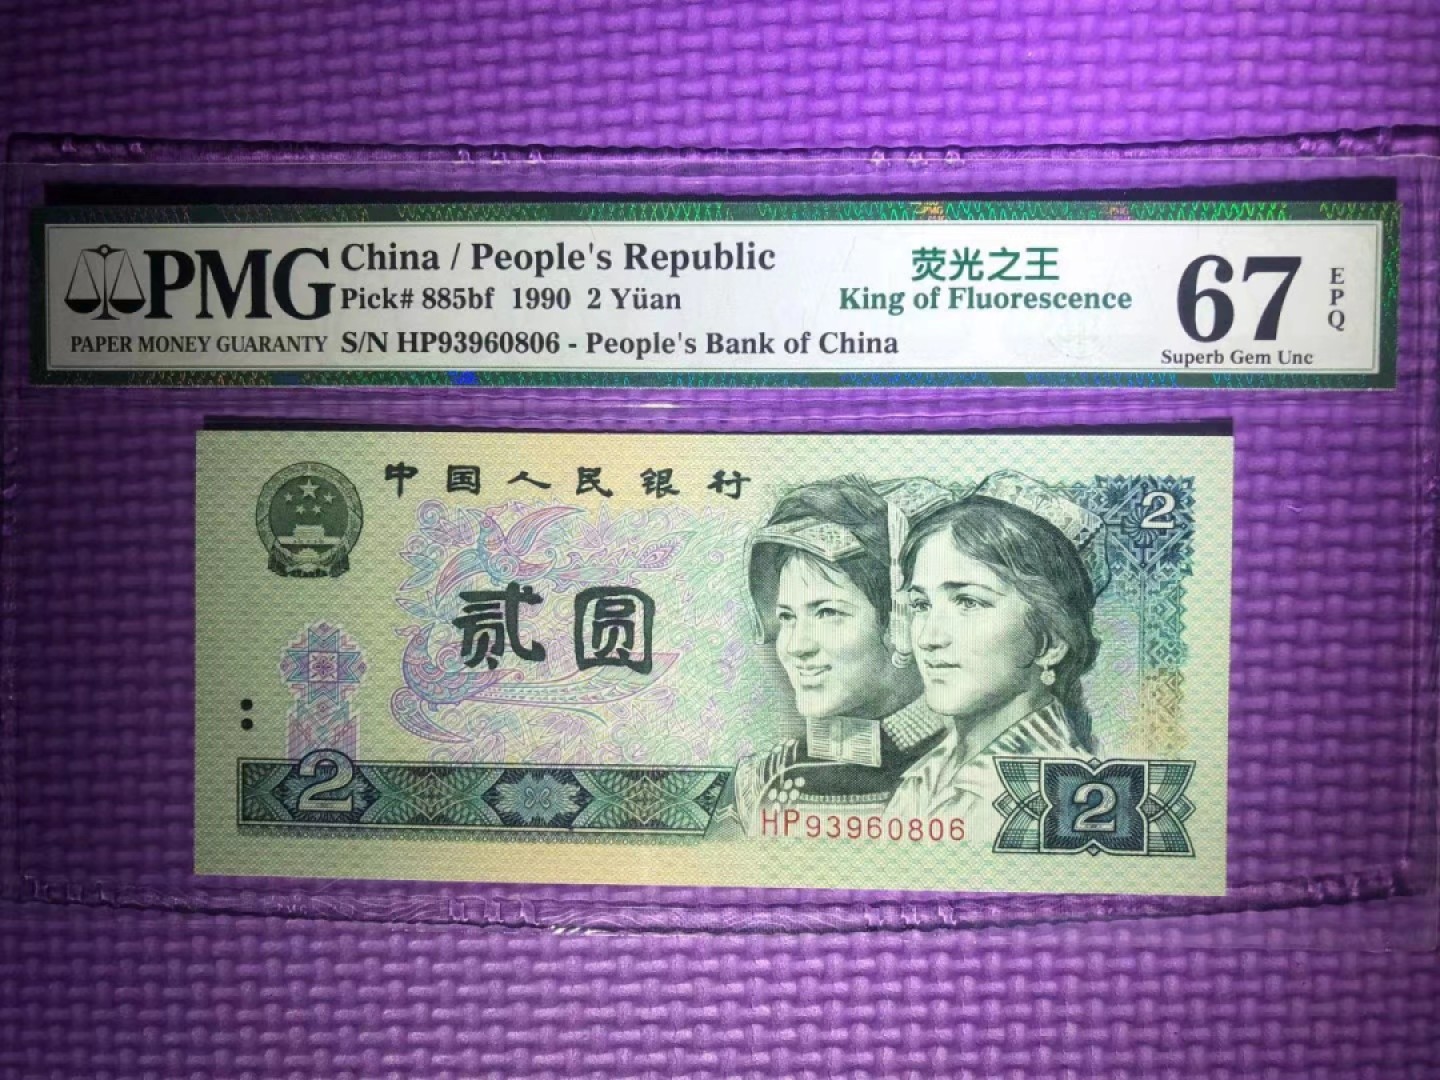 PMG
PAPER MONEY GUARANTY
China / People's Republic
Pick# 885bf 1990 2 Yüan
S/N HP93960806 - People's Bank of China
荧光之王
King of Fluorescence
67
EPQ
Superb Gem Unc
中国人民银行
2
贰圆
2
HP93960806
2